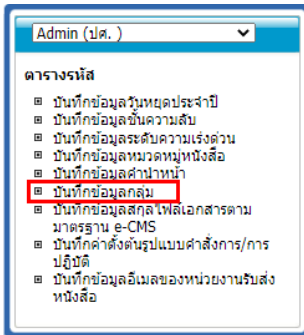 Admin (ปศ. )
ตารางรหัส
บันทึกข้อมูลวันหยุดประจำปี
บันทึกข้อมูลชั้นความลับ
บันทึกข้อมูลระดับความเร่งด่วน
บันทึกข้อมูลหมวดหมู่หนังสือ
บันทึกข้อมูลคำนำหน้า
บันทึกข้อมูลกลุ่ม
บันทึกข้อมูลสกุลไฟล์เอกสารตาม
มาตรฐาน e-CMS
บันทึกค่าตั้งต้นรูปแบบคำสั่งการ/การ
ปฏิบัติ
บันทึกข้อมูลอีเมลของหน่วยงานรับส่ง
หนังสือ